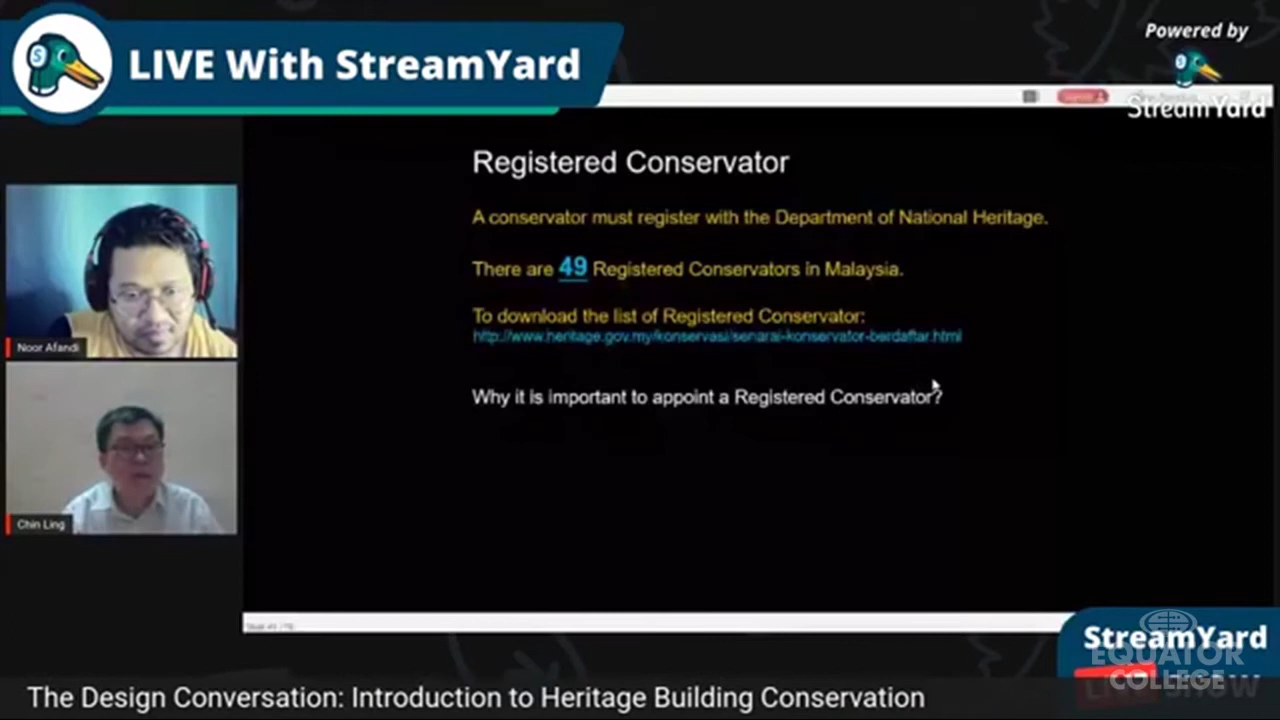 LIVE With StreamYard
Powered by
StreamYard
Registered Conservator
A conservator must register with the Department of National Heritage.
There are 49 Registered Conservators in Malaysia.
To download the list of Registered Conservator:
http://www.heritage.gov.my/konservasi/senarai-konservator-berdaftar.html
Why it is important to appoint a Registered Conservator?
Noor Afandi
Chin Ling
StreamYard
EQUATOR
COLLEGE
The Design Conversation: Introduction to Heritage Building Conservation